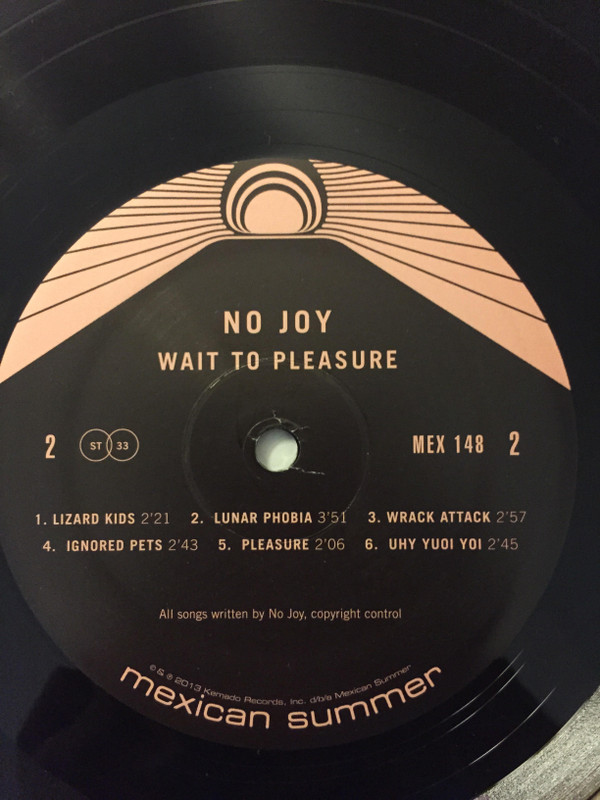 NO JOY
WAIT TO PLEASURE
2 ST 33 MEX 148 2
1. LIZARD KIDS 2'21 2. LUNAR PHOBIA 3'51 3. WRACK ATTACK 2'57
4. IGNORED PETS 2'43 5. PLEASURE 2'06 6. UHY YUOI YOI 2'45
All songs written by No Joy, copyright control
© & ℗ 2013 Kemado Records, Inc. d/b/a Mexican Summer
mexican summer